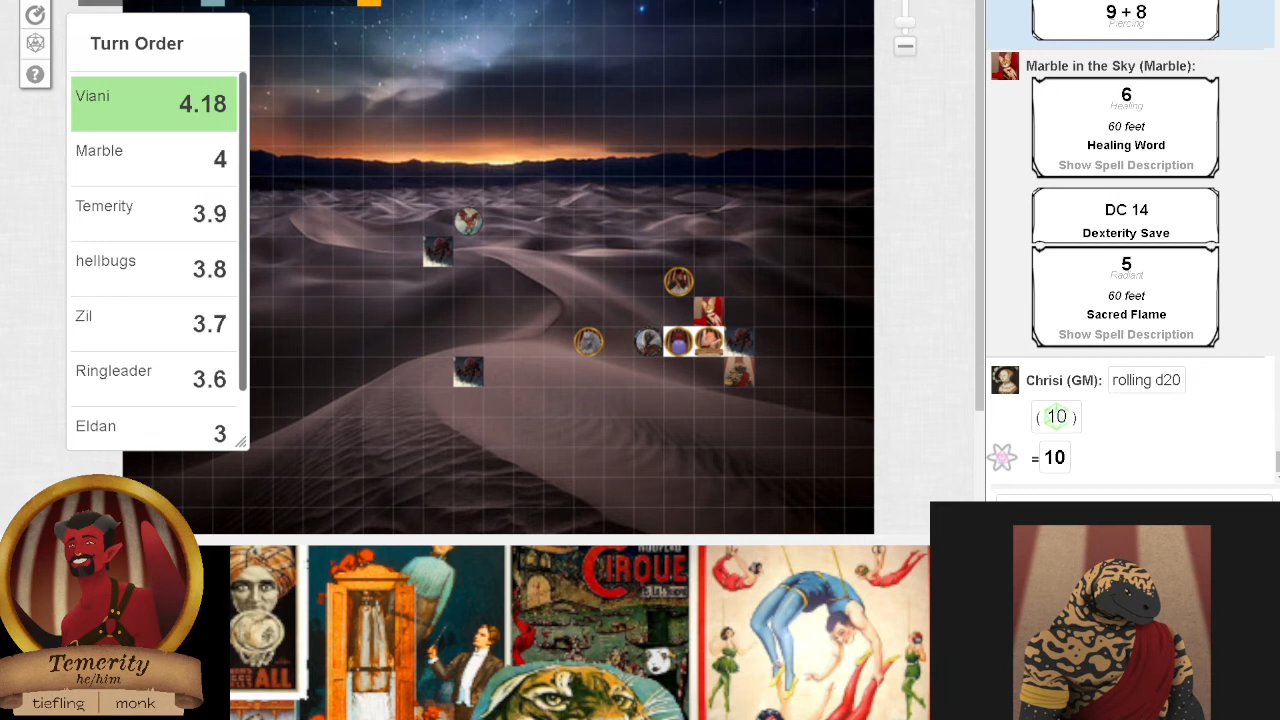 Turn Order
Viani
4.18
Marble
4
Temerity
3.9
hellbugs
3.8
Zil
3.7
Ringleader
3.6
Eldan
3
9 + 8
Piercing
Marble in the Sky (Marble):
6
Healing
60 feet
Healing Word
Show Spell Description
DC 14
Dexterity Save
5
Radiant
60 feet
Sacred Flame
Show Spell Description
Chrisi (GM): rolling d20
( 10 )
= 10
Temerity
he/him
tiefling | monk
ALL
CIRQUE